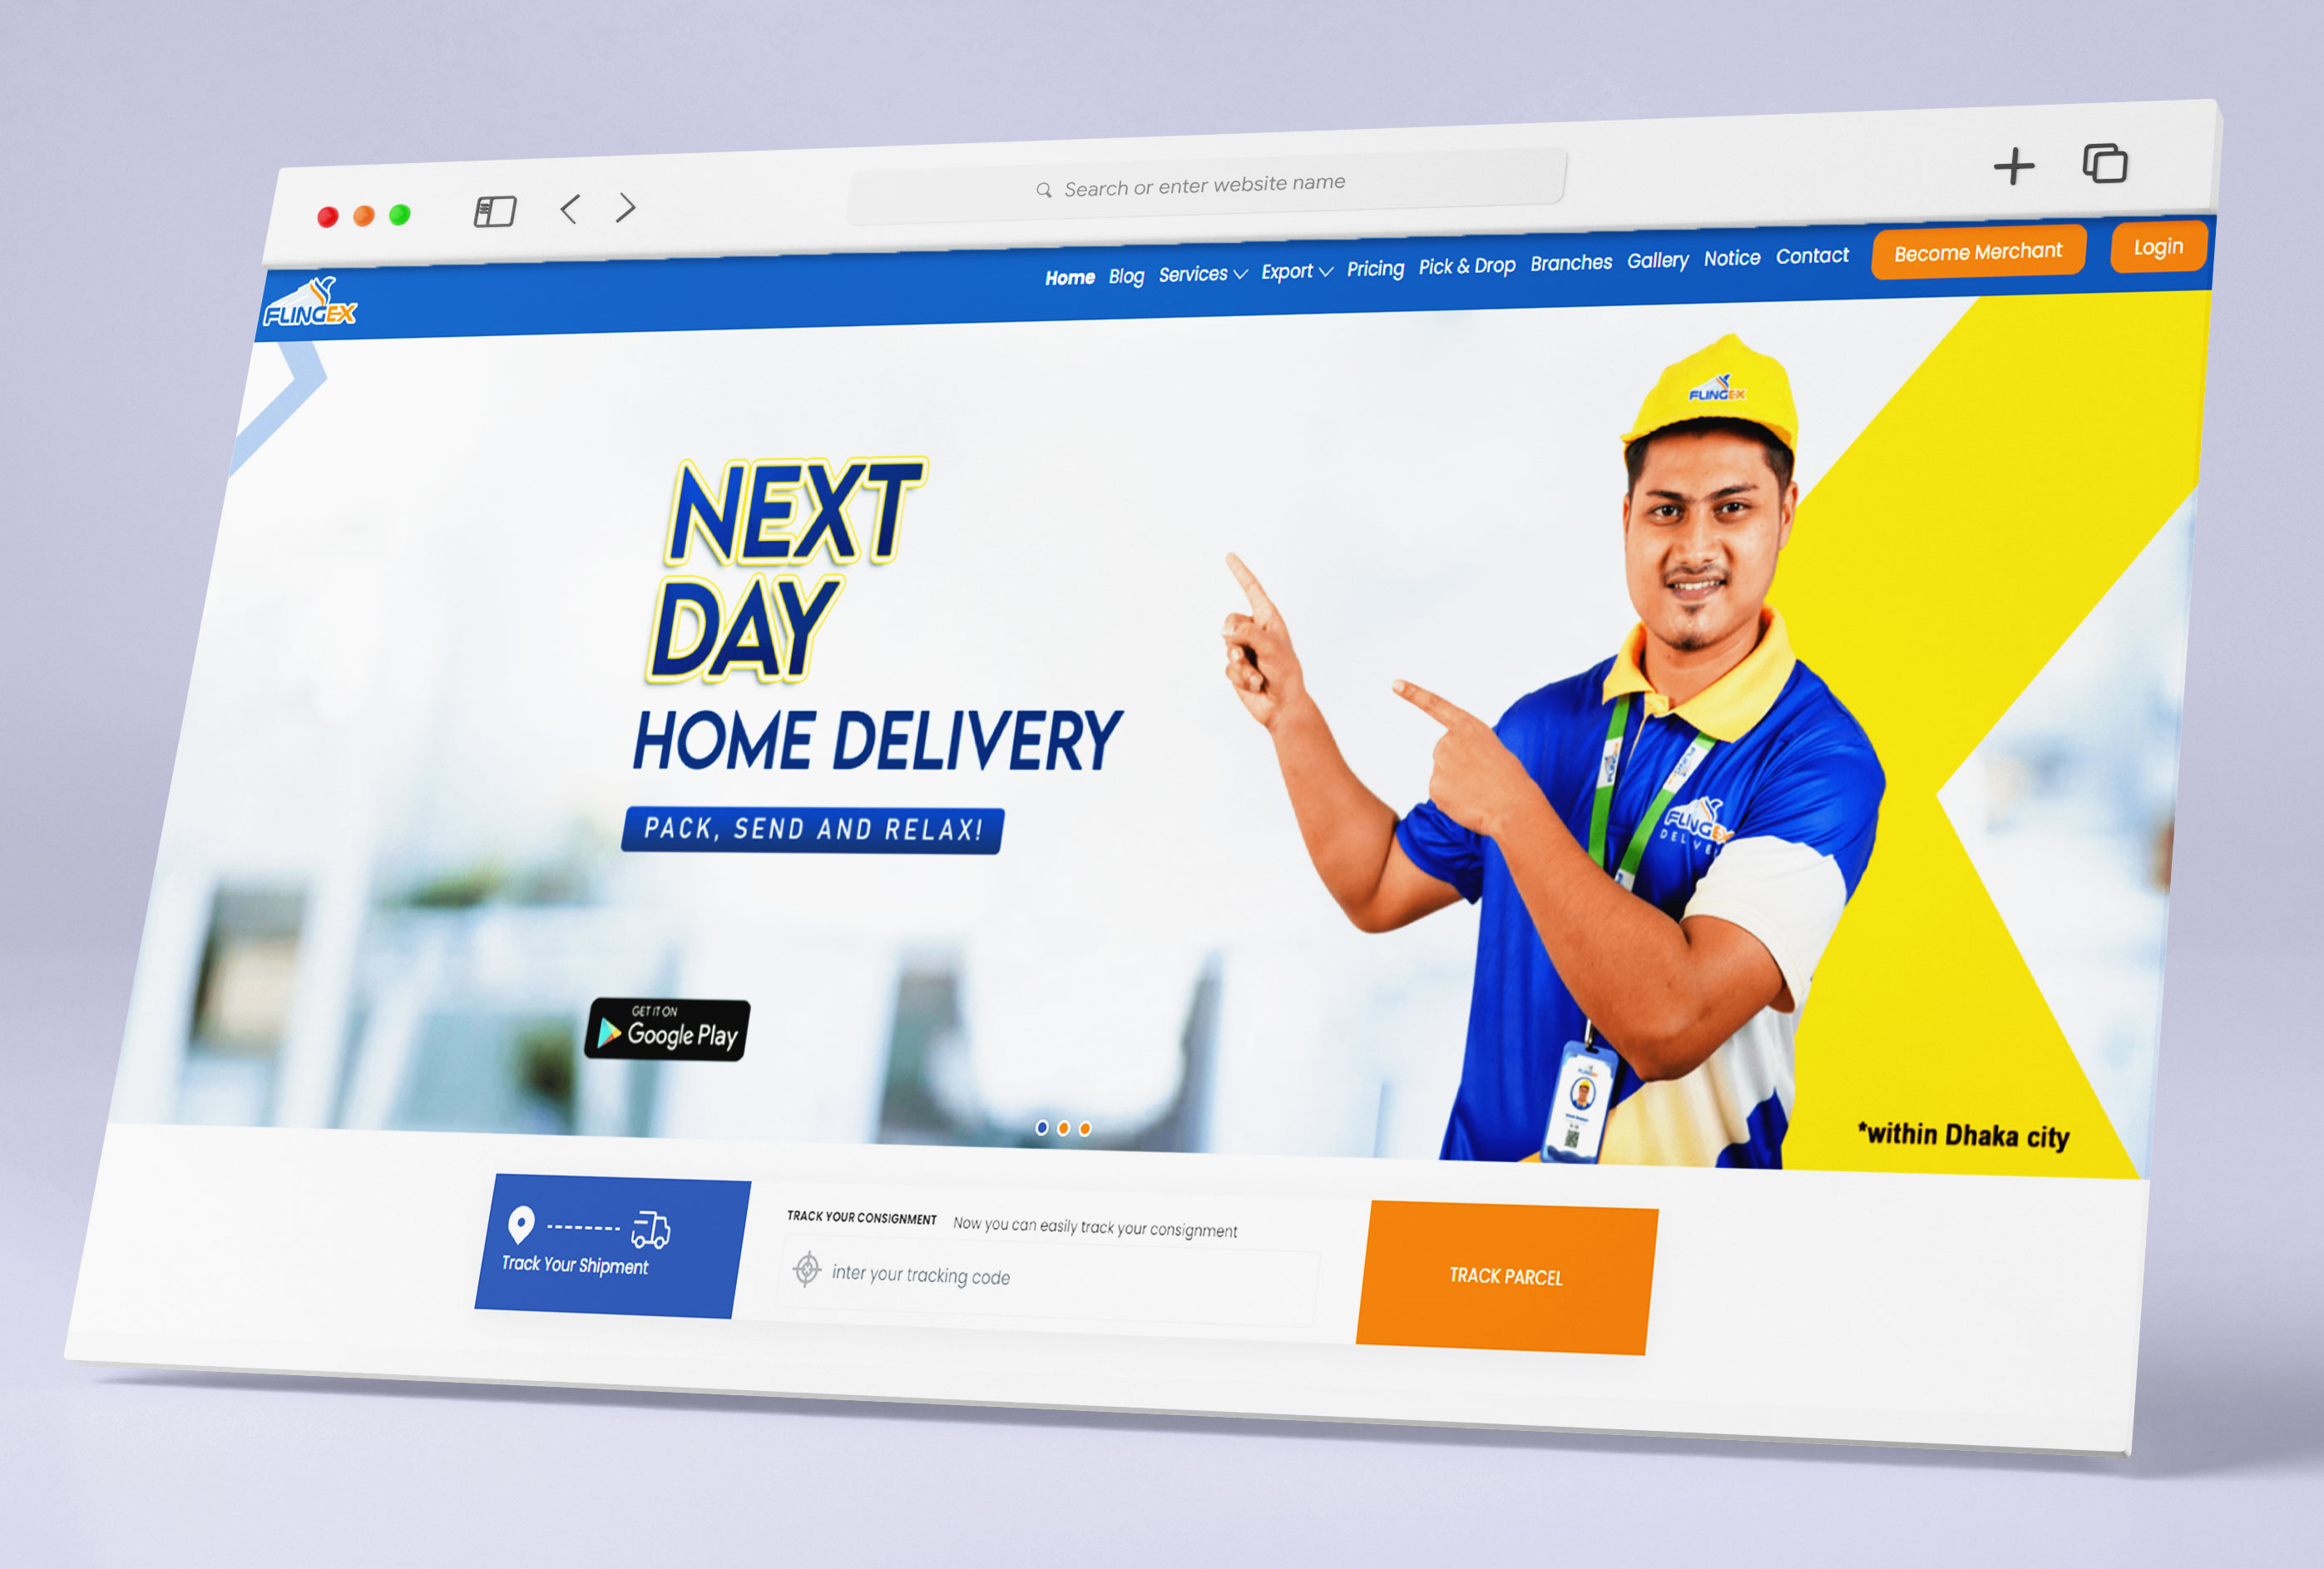 Search or enter website name
FLINGEX
Home Blog Services Export Pricing Pick & Drop Branches Gallery Notice Contact Become Merchant Login
FLINGEX
NEXT
DAY
HOME DELIVERY
PACK, SEND AND RELAX!
FLINGEX
GET IT ON
Google Play
*within Dhaka city
Track Your Shipment
TRACK YOUR CONSIGNMENT Now you can easily track your consignment
inter your tracking code
TRACK PARCEL